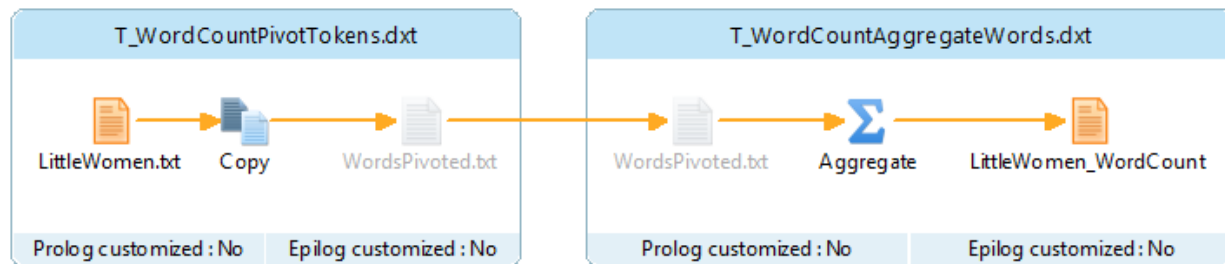 T_WordCountPivotTokens.dxt
LittleWomen.txt Copy WordsPivoted.txt
Prolog customized : No Epilog customized : No
T_WordCountAggregateWords.dxt
WordsPivoted.txt Aggregate LittleWomen_WordCount
Prolog customized : No Epilog customized : No